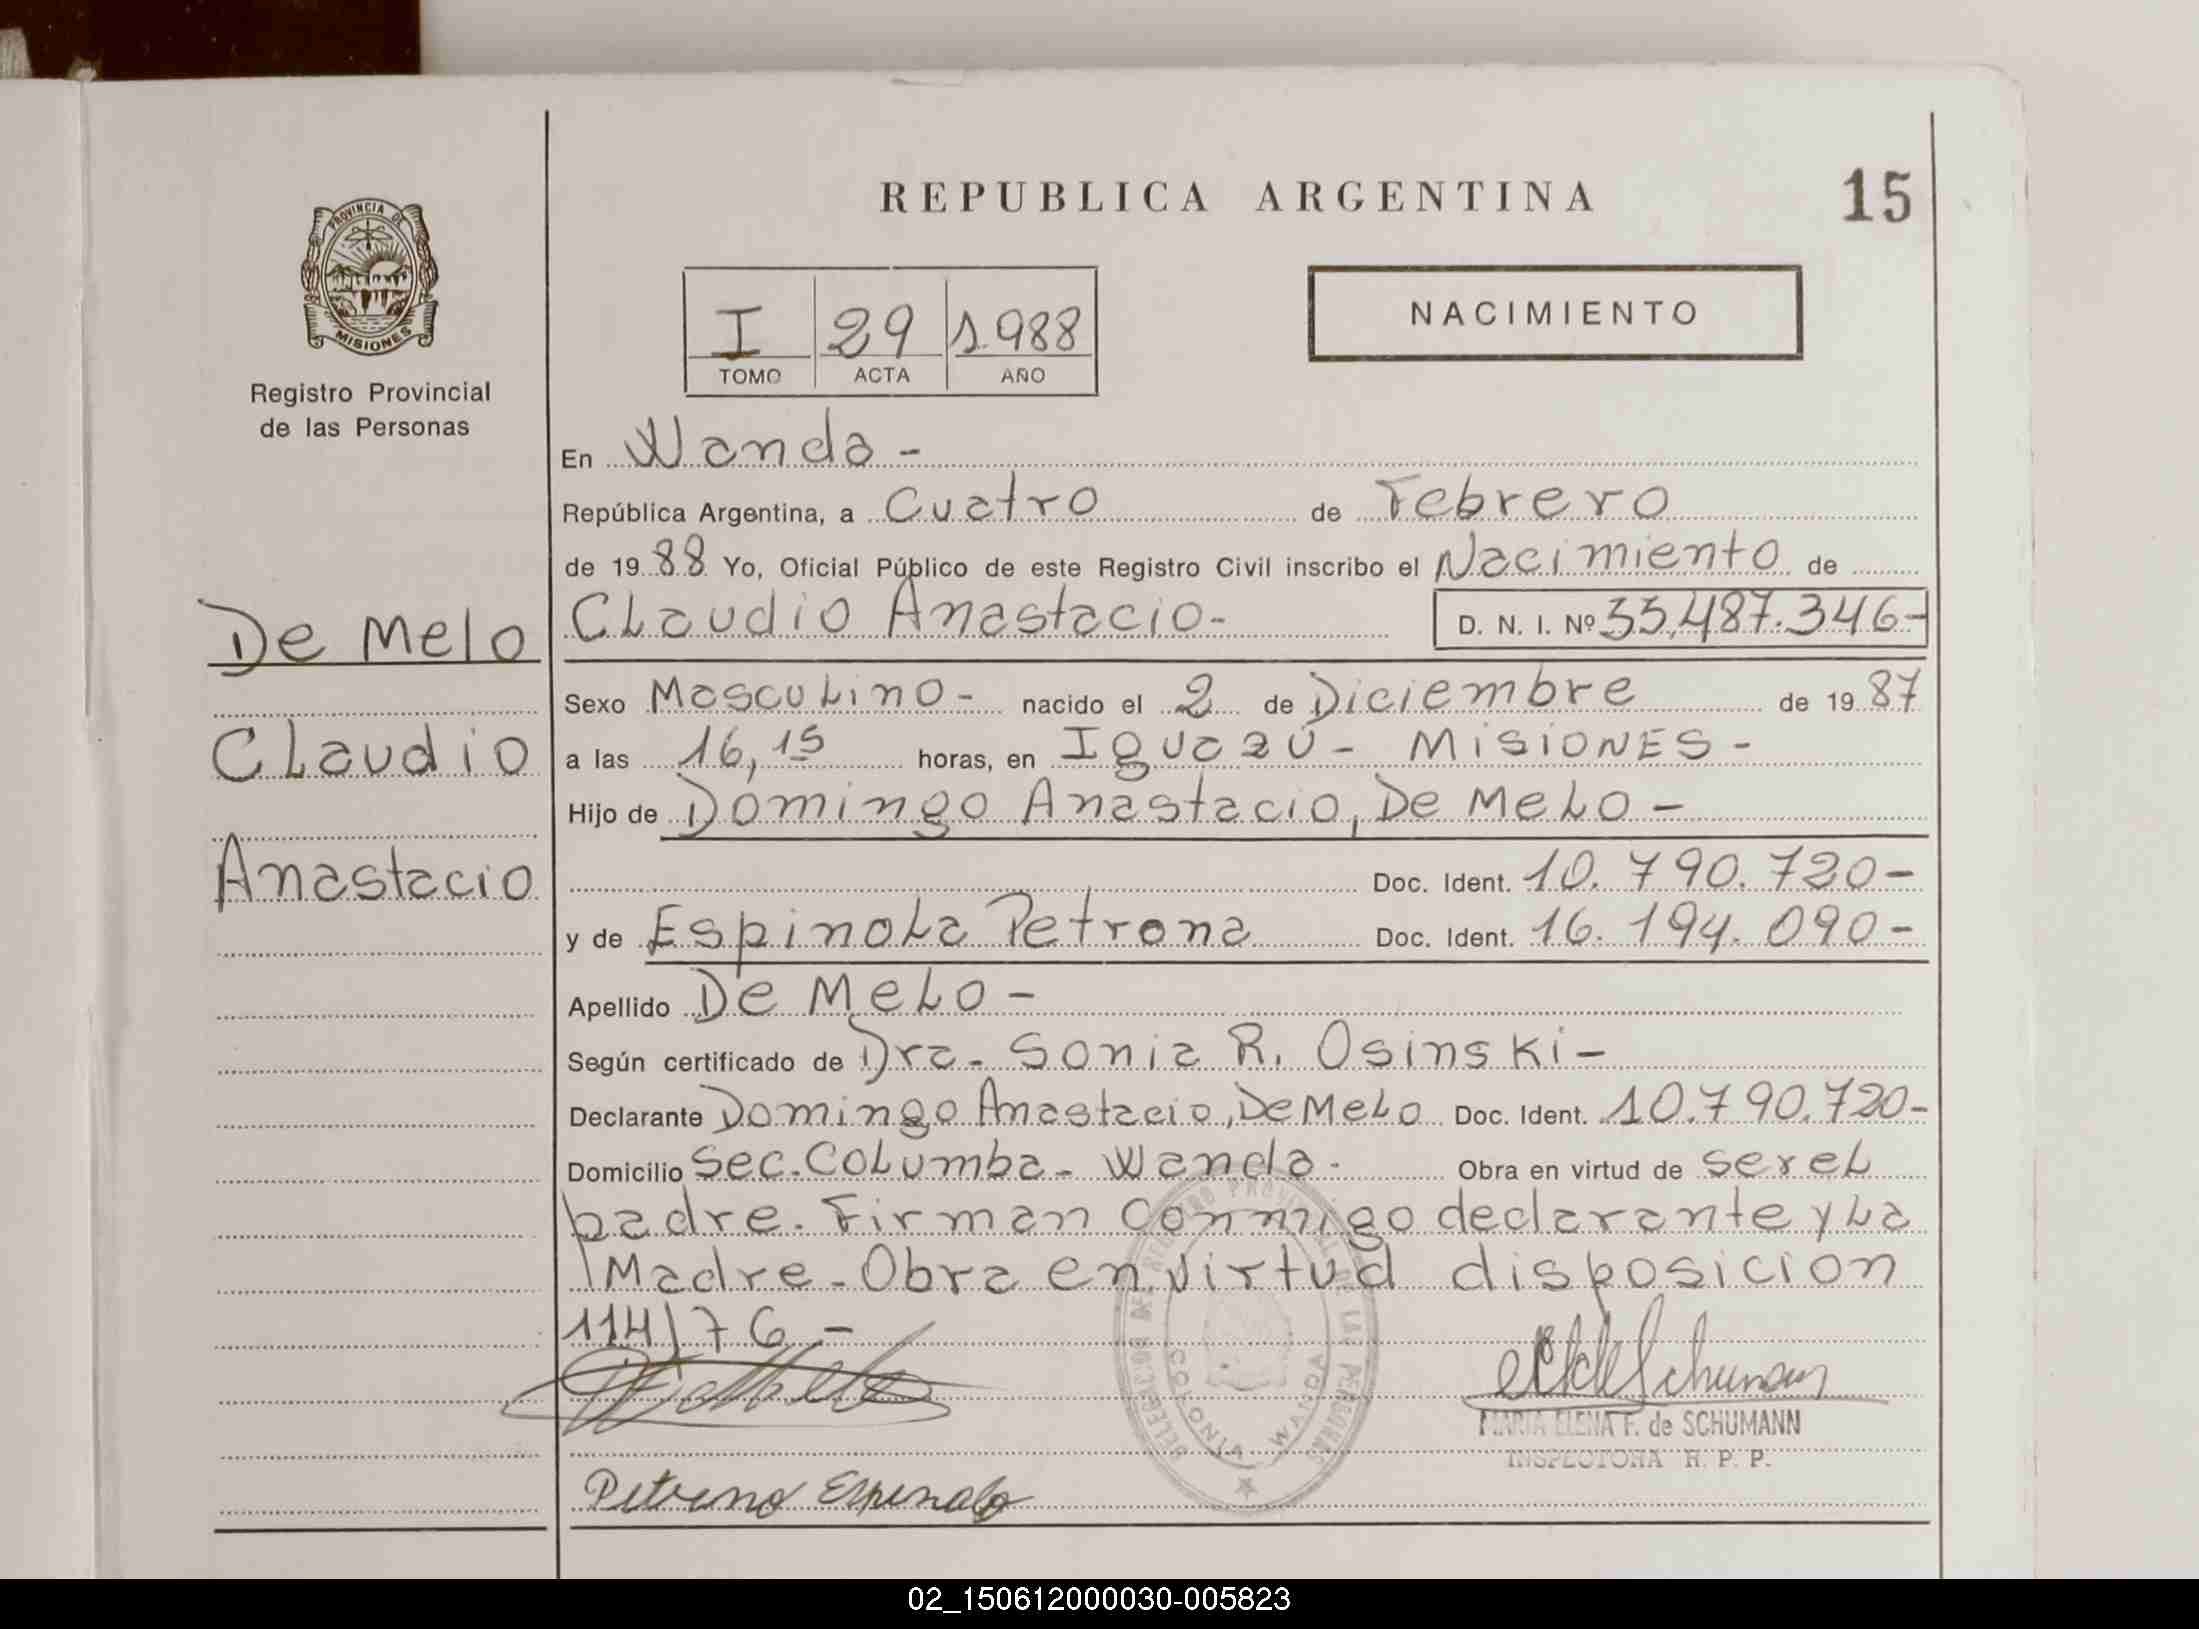 REPUBLICA ARGENTINA
15
PROVINCIA DE
MISIONES
Registro Provincial
de las Personas
I 29 1988
TOMO ACTA AÑO
NACIMIENTO
En Wanda -
República Argentina, a Cuatro de Febrero
de 1988 Yo, Oficial Público de este Registro Civil inscribo el Nacimiento de
Claudio Anastacio- D. N. I. Nº 33,487.346-
De Melo
Claudio
Anastacio
Sexo Masculino - nacido el 2 de Diciembre de 1987
a las 16,15 horas, en Iguazú - MISIONES -
Hijo de Domingo Anastacio, De Melo -
Doc. Ident. 10.790.720-
y de Espinola Petrona Doc. Ident. 16.194.090-
Apellido De Melo -
Según certificado de Dra. Sonia R. Osinski -
Declarante Domingo Anastacio, De Melo Doc. Ident. 10.790.720-
Domicilio Sec. Columba - Wanda - Obra en virtud de ser el
padre. Firman Conmigo declarante y La
Madre - Obra en virtud disposicion
114/76 -
COLONIA WANDA
MARIA ELENA F. de SCHUMANN
INSPECTORA R. P. P.
Petrona Espinola
02_150612000030-005823